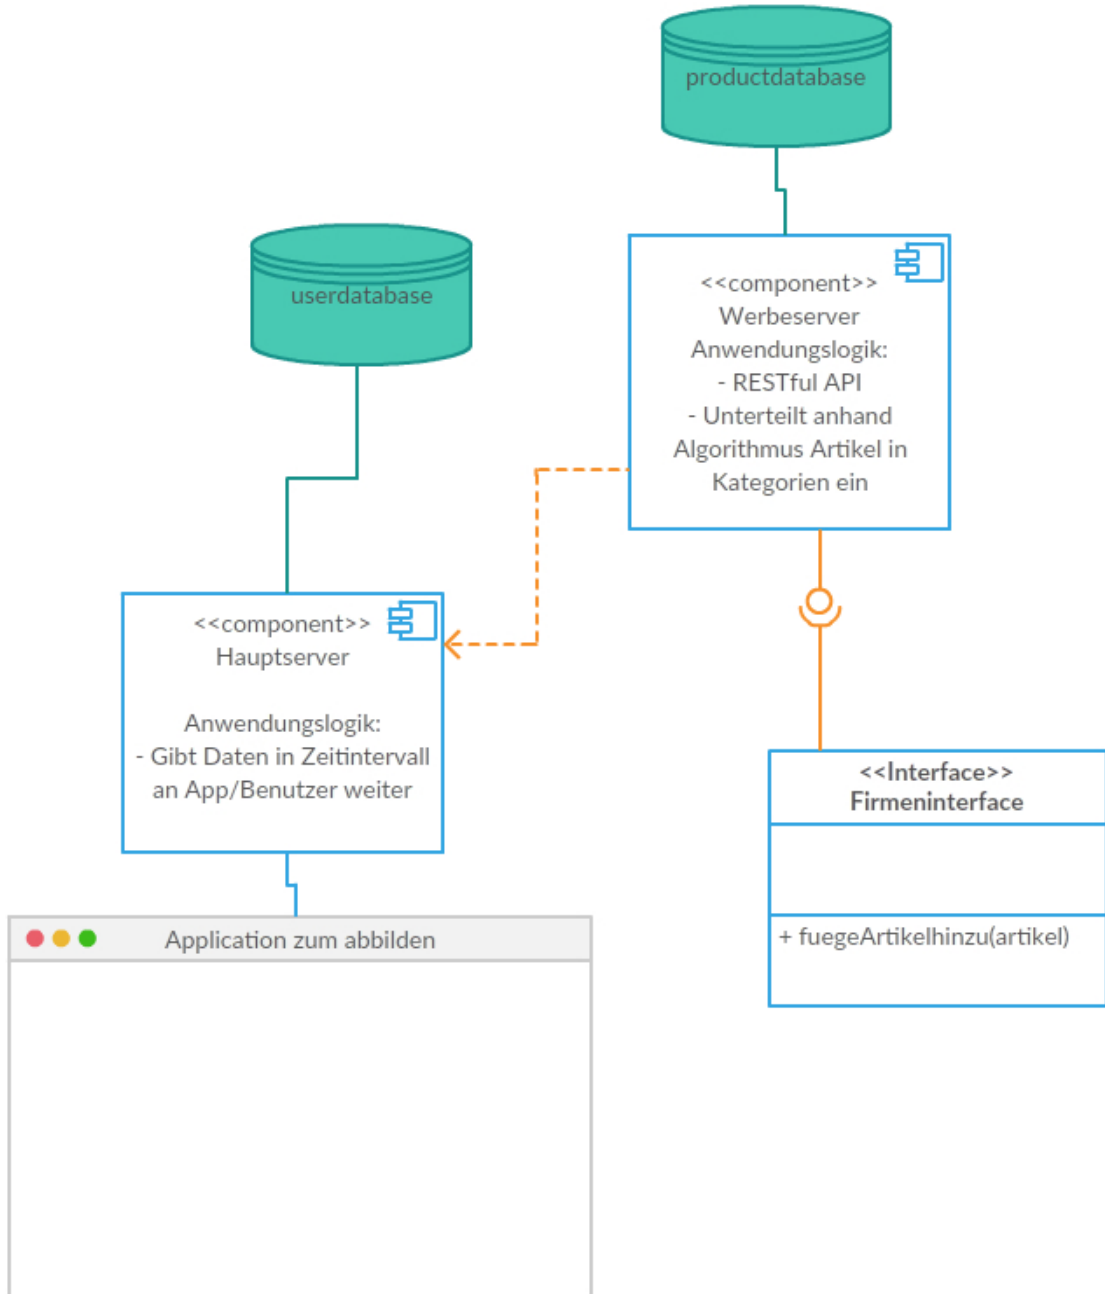 productdatabase
userdatabase
<<component>>
Werbeserver
Anwendungslogik:
- RESTful API
- Unterteilt anhand
Algorithmus Artikel in
Kategorien ein
<<component>>
Hauptserver
Anwendungslogik:
- Gibt Daten in Zeitintervall
an App/Benutzer weiter
<<Interface>>
Firmeninterface
+ fuegeArtikelhinzu(artikel)
Application zum abbilden